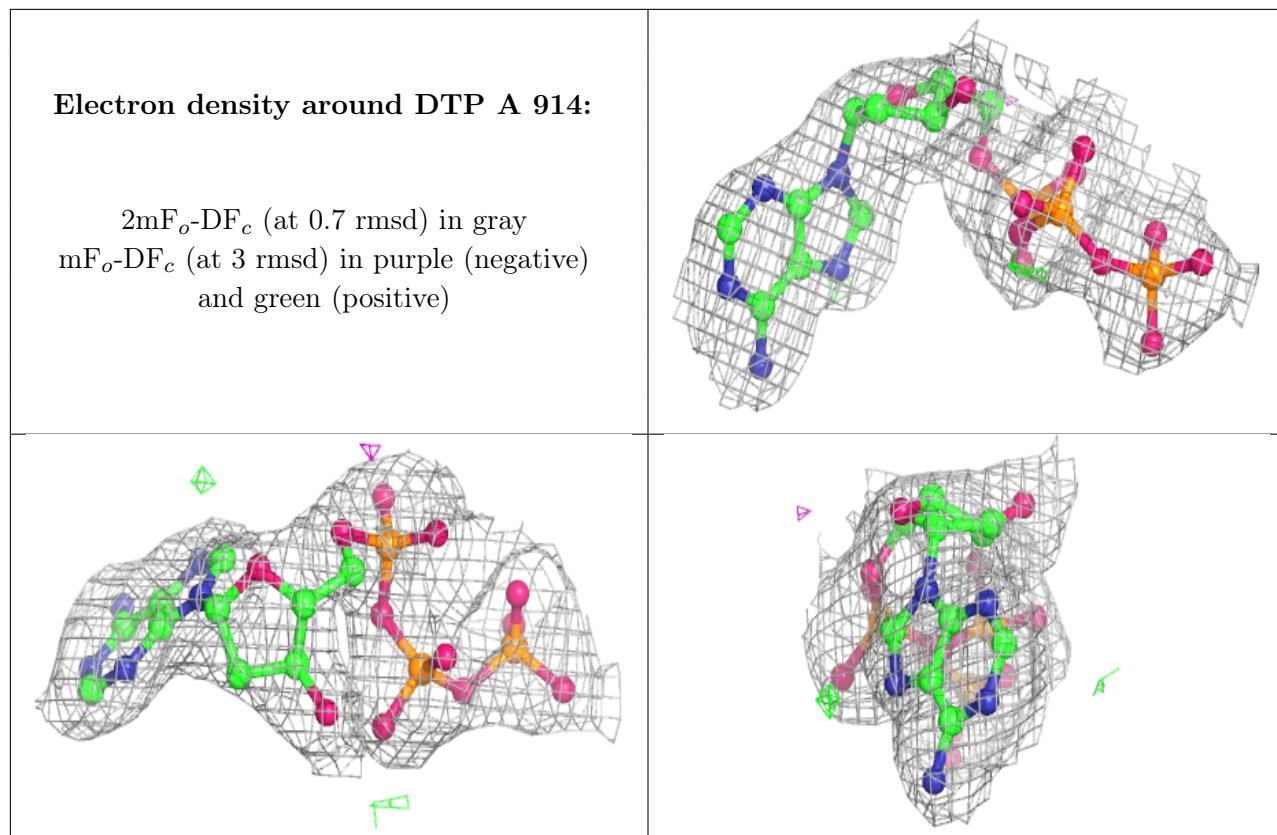 Electron density around DTP A 914:
2mFo-DFc (at 0.7 rmsd) in gray
mFo-DFc (at 3 rmsd) in purple (negative)
and green (positive)